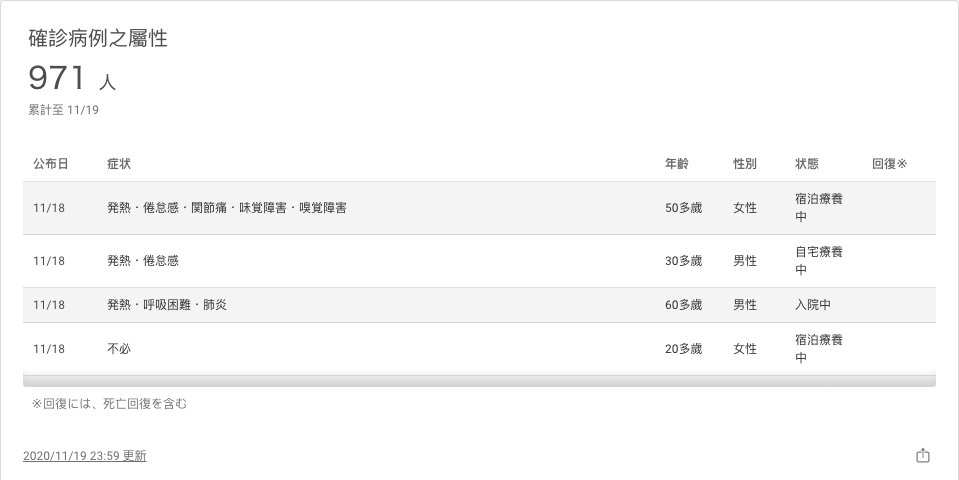 確診病例之屬性
971 人
累計至 11/19
公布日 症状 年齢 性別 状態 回復※
11/18 発熱・倦怠感・関節痛・味覚障害・嗅覚障害 50多歲 女性 宿泊療養
中
11/18 発熱・倦怠感 30多歲 男性 自宅療養
中
11/18 発熱・呼吸困難・肺炎 60多歲 男性 入院中
11/18 不必 20多歲 女性 宿泊療養
中
※回復には、死亡回復を含む
2020/11/19 23:59 更新